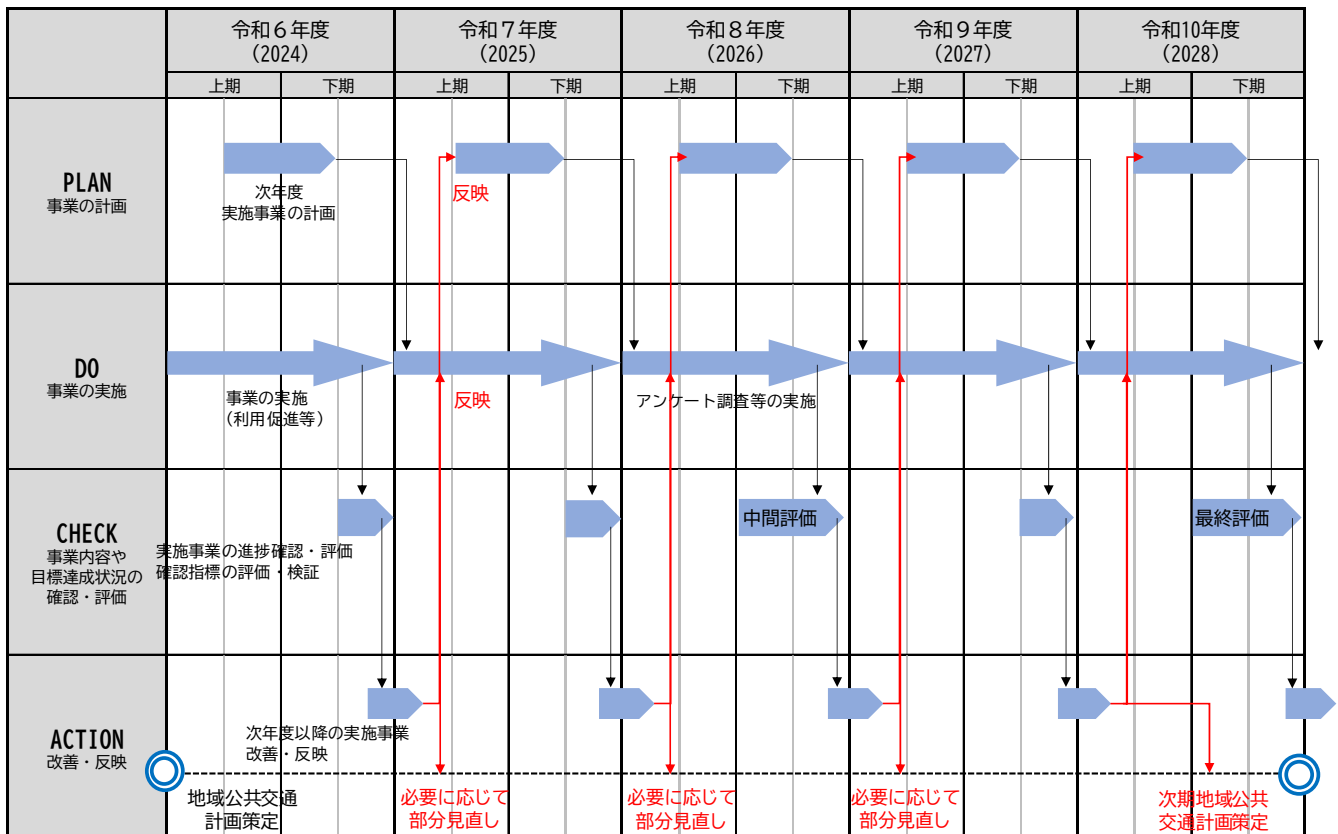 令和６年度
(2024)
令和７年度
(2025)
令和８年度
(2026)
令和９年度
(2027)
令和10年度
(2028)
上期
下期
上期
下期
上期
下期
上期
下期
上期
下期
PLAN
事業の計画
次年度
実施事業の計画
反映
DO
事業の実施
事業の実施
(利用促進等)
反映
アンケート調査等の実施
CHECK
事業内容や
目標達成状況の
確認・評価
実施事業の進捗確認・評価
確認指標の評価・検証
中間評価
最終評価
ACTION
改善・反映
次年度以降の実施事業
改善・反映
地域公共交通
計画策定
必要に応じて
部分見直し
必要に応じて
部分見直し
必要に応じて
部分見直し
次期地域公共
交通計画策定